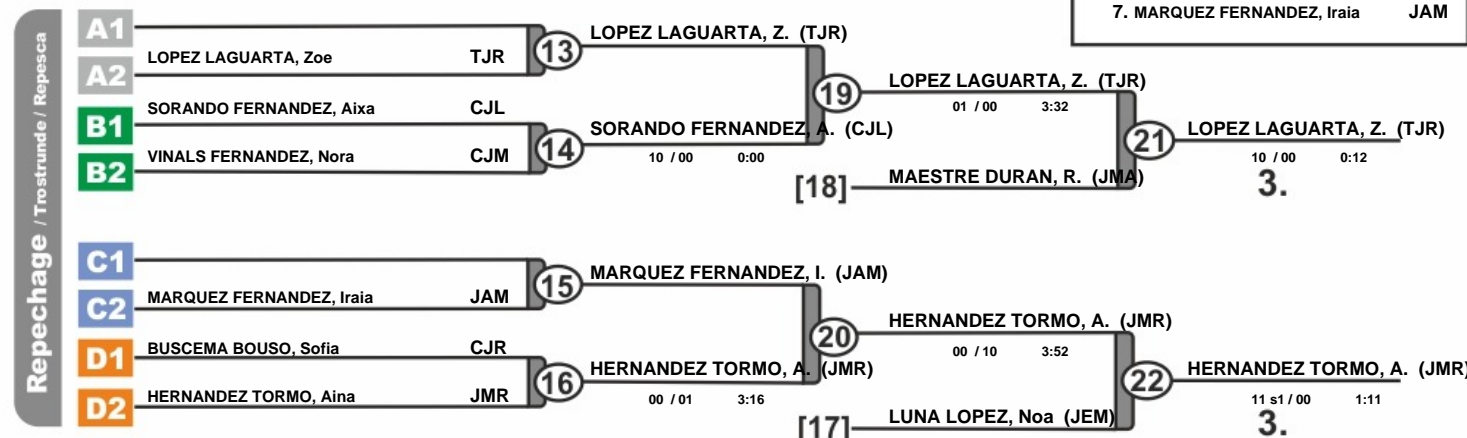 7. MARQUEZ FERNANDEZ, Iraia JAM
Repechage / Trostrunde / Repesca
A1
LOPEZ LAGUARTA, Zoe TJR
A2
13
LOPEZ LAGUARTA, Z. (TJR)
B1
SORANDO FERNANDEZ, Aixa CJL
B2
VINALS FERNANDEZ, Nora CJM
14
SORANDO FERNANDEZ, A. (CJL)
10 / 00 0:00
19
LOPEZ LAGUARTA, Z. (TJR)
01 / 00 3:32
[18]
MAESTRE DURAN, R. (JMA)
21
LOPEZ LAGUARTA, Z. (TJR)
10 / 00 0:12
3.
C1
C2
MARQUEZ FERNANDEZ, Iraia JAM
15
MARQUEZ FERNANDEZ, I. (JAM)
D1
BUSCEMA BOUSO, Sofia CJR
D2
HERNANDEZ TORMO, Aina JMR
16
HERNANDEZ TORMO, A. (JMR)
00 / 01 3:16
20
HERNANDEZ TORMO, A. (JMR)
00 / 10 3:52
[17]
LUNA LOPEZ, Noa (JEM)
22
HERNANDEZ TORMO, A. (JMR)
11 s1 / 00 1:11
3.